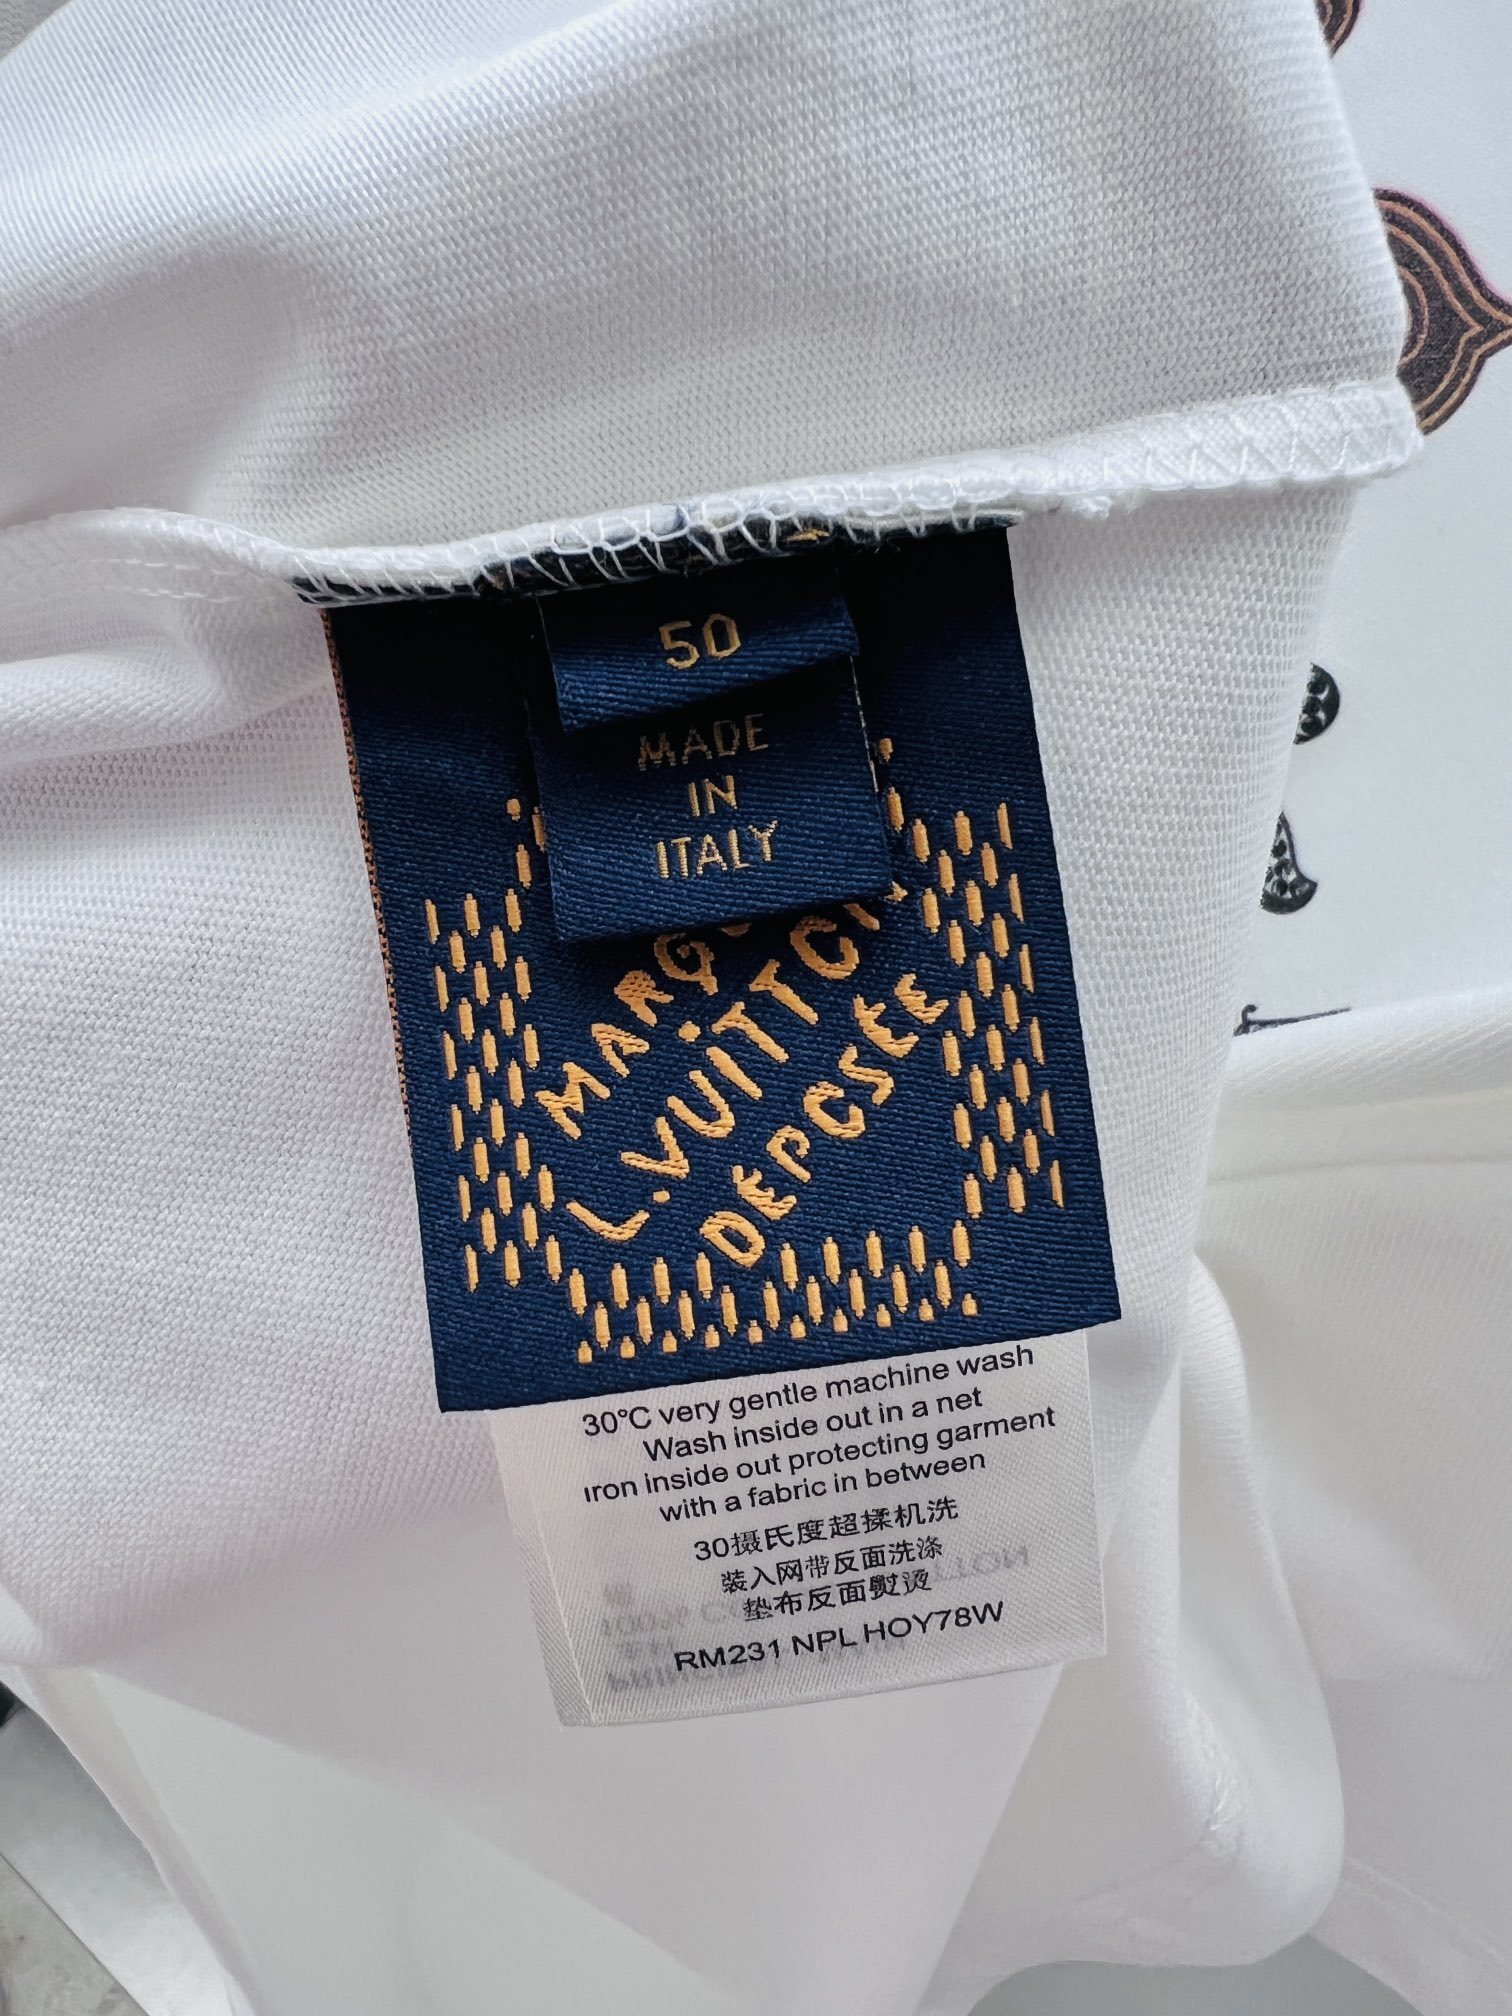 50
MADE
IN
ITALY
L.VUiTTON
DEPOSEE
30°C very gentle machine wash
Wash inside out in a net
Iron inside out protecting garment
with a fabric in between
30摄氏度超揉机洗
装入网带反面洗涤
垫布反面熨烫
RM231 NPL HOY78W